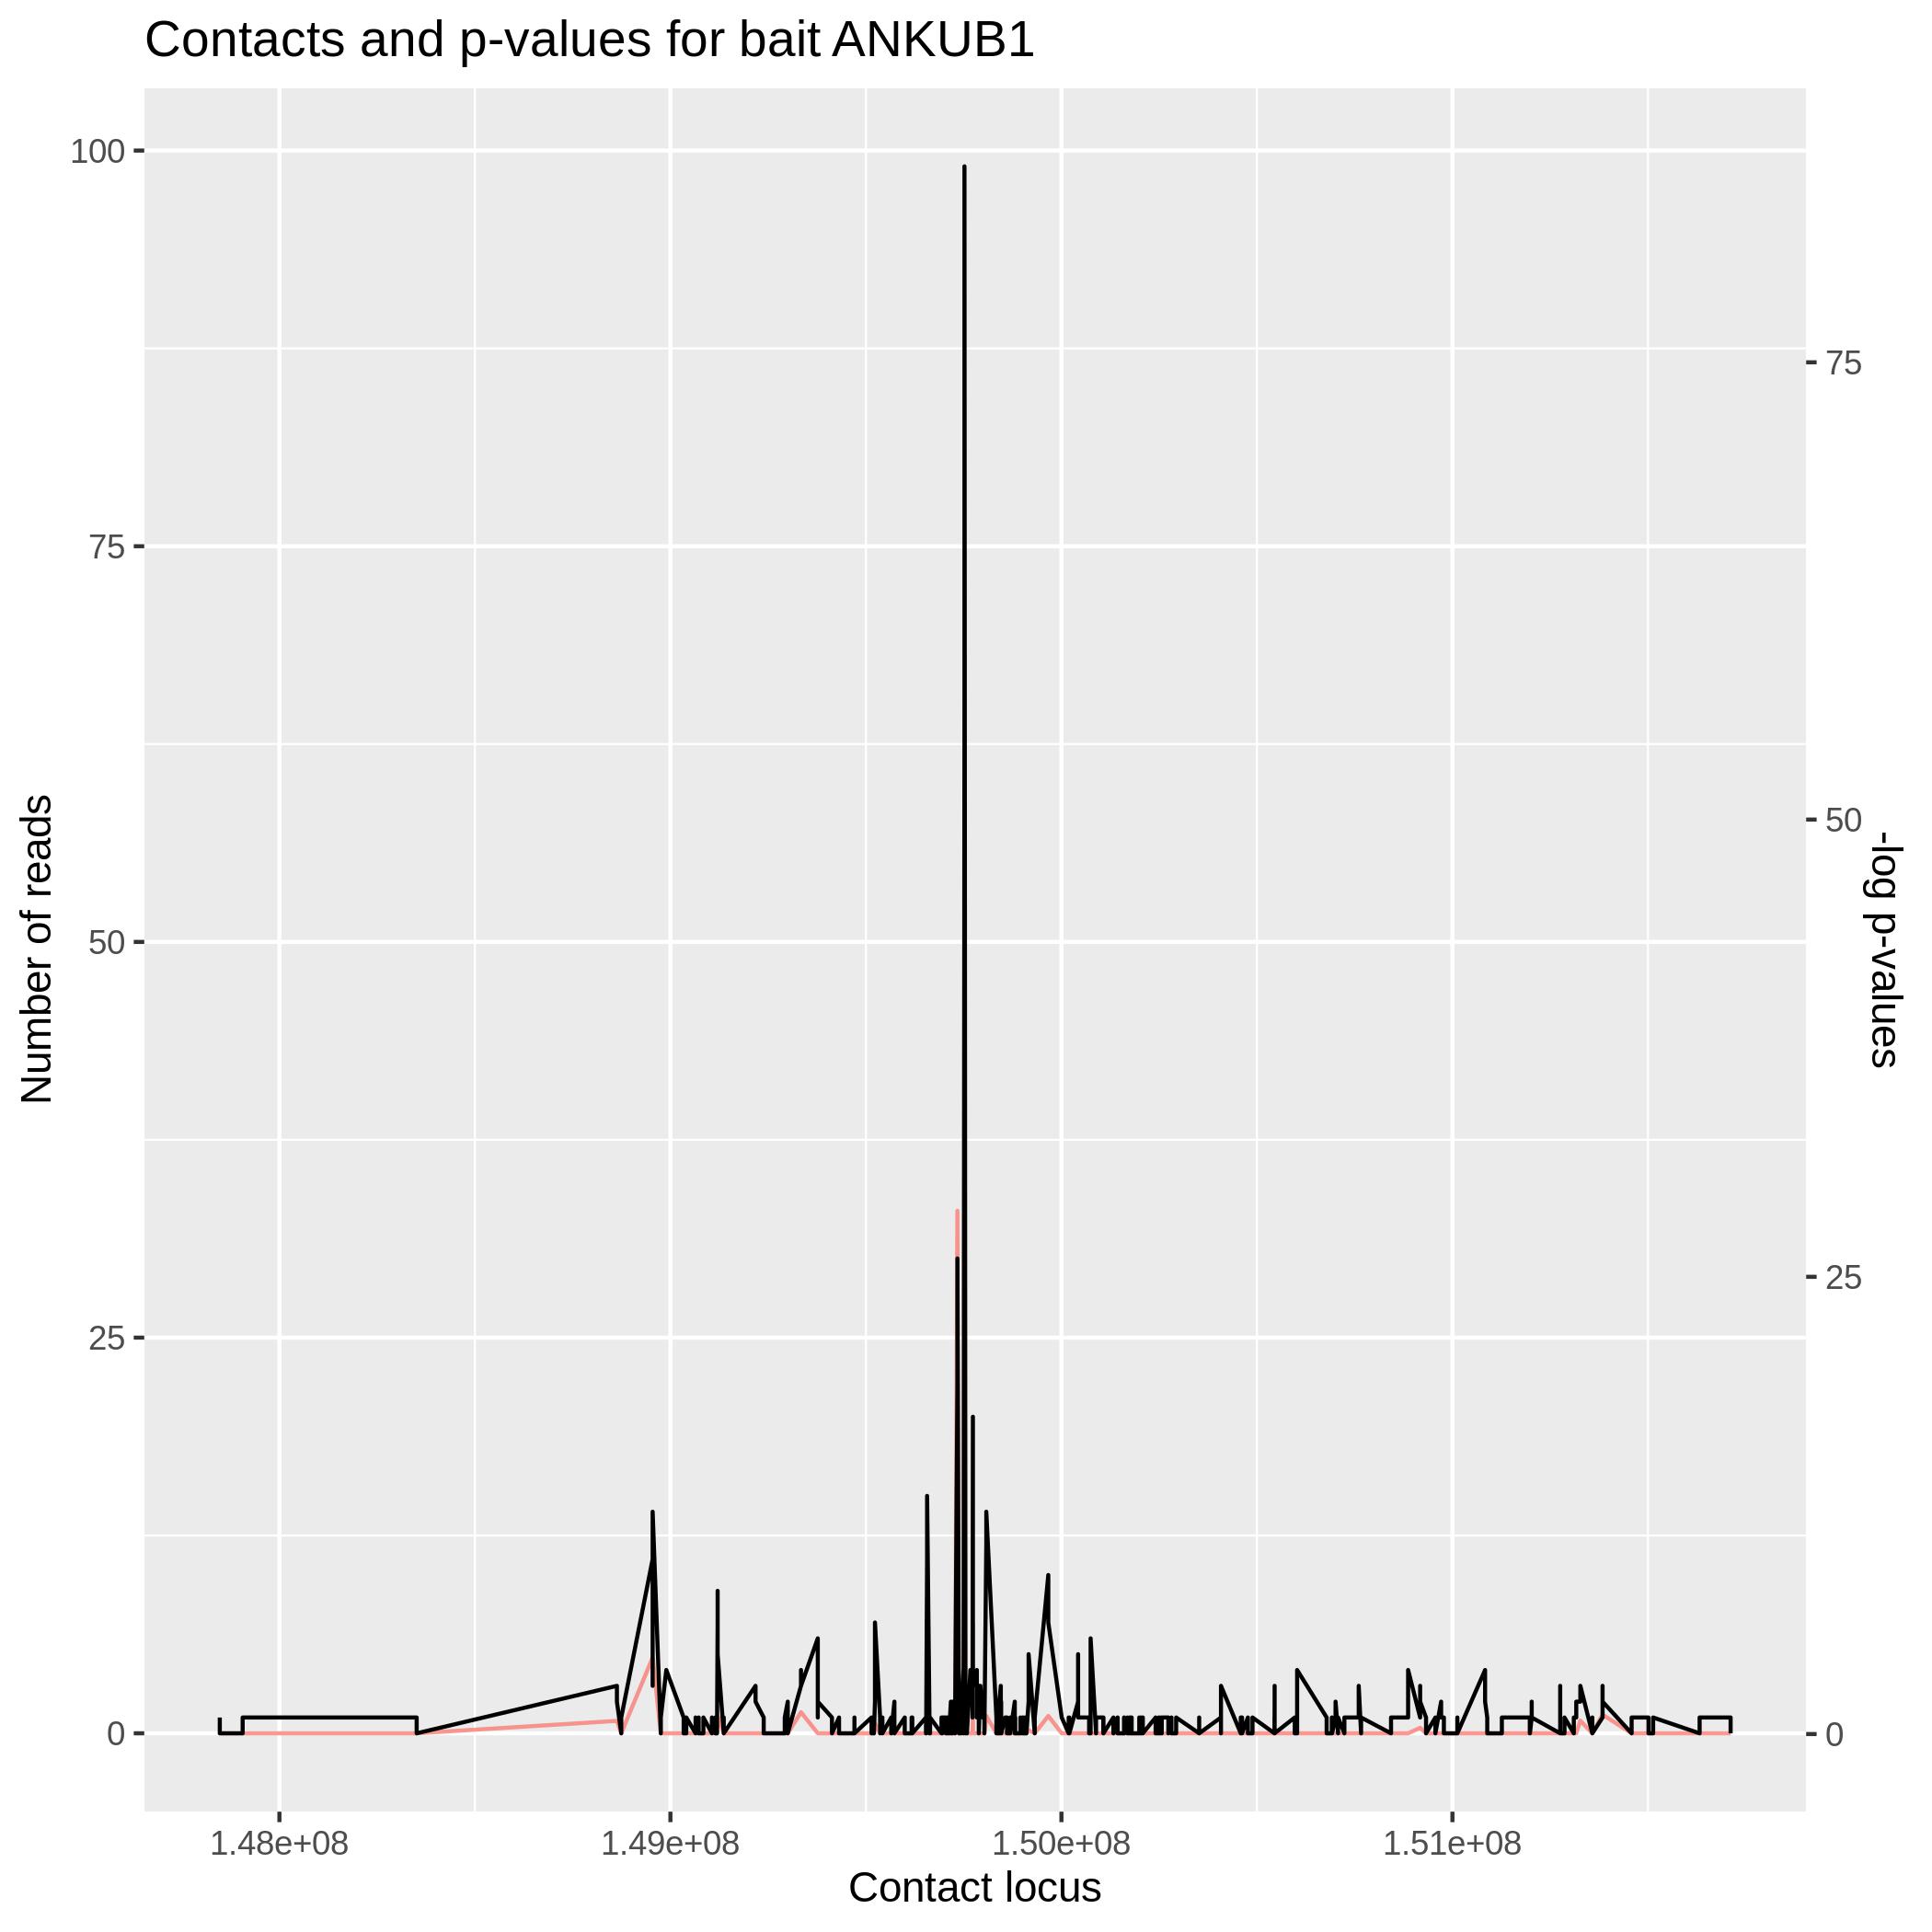 Contacts and p-values for bait ANKUB1
100
75
50
25
0
Number of reads
75
50
25
0
-log p-values
1.48e+08 1.49e+08 1.50e+08 1.51e+08
Contact locus